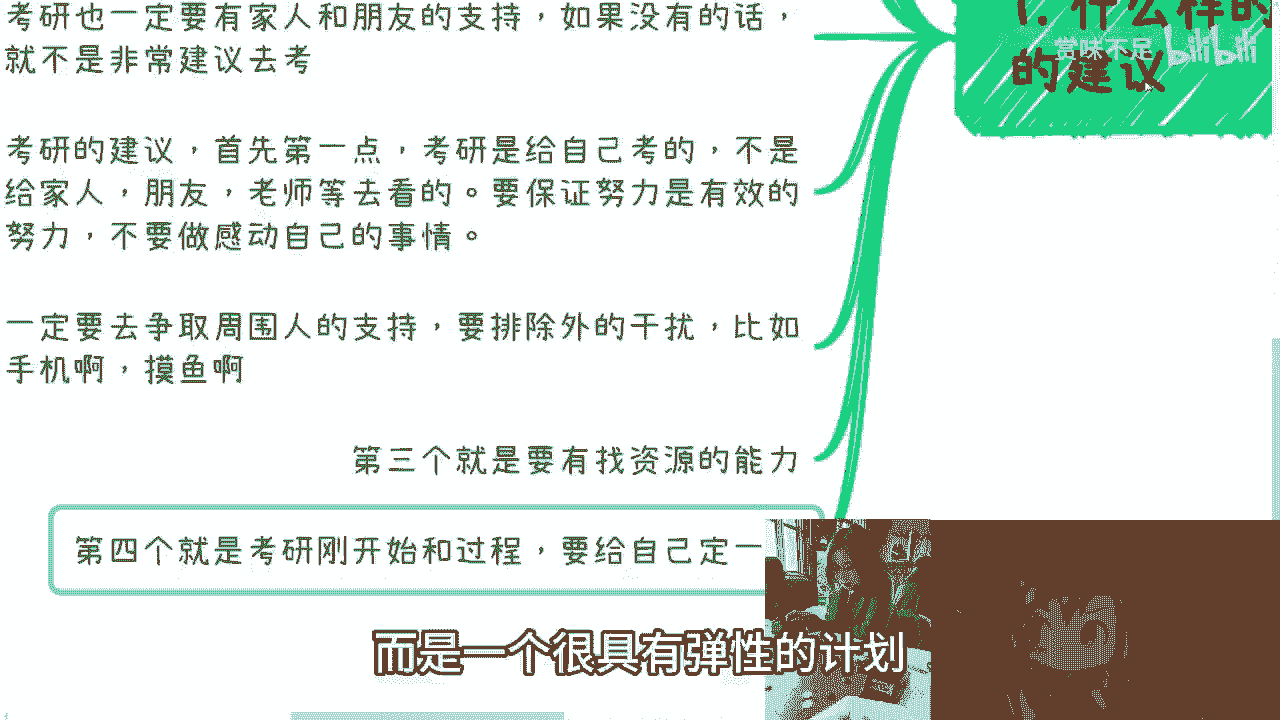 考研也一定要有家人和朋友的支持，如果没有的话，
就不是非常建议去考
考研的建议，首先第一点，考研是给自己考的，不是
给家人，朋友，老师等去看的。要保证努力是有效的
努力，不要做感动自己的事情。
一定要去争取周围人的支持，要排除外的干扰，比如
手机啊，摸鱼啊
第三个就是要有找资源的能力
第四个就是考研刚开始和过程，要给自己定一
1. 什么样的
的建议
赏味不足 bilibili
而是一个很具有弹性的计划